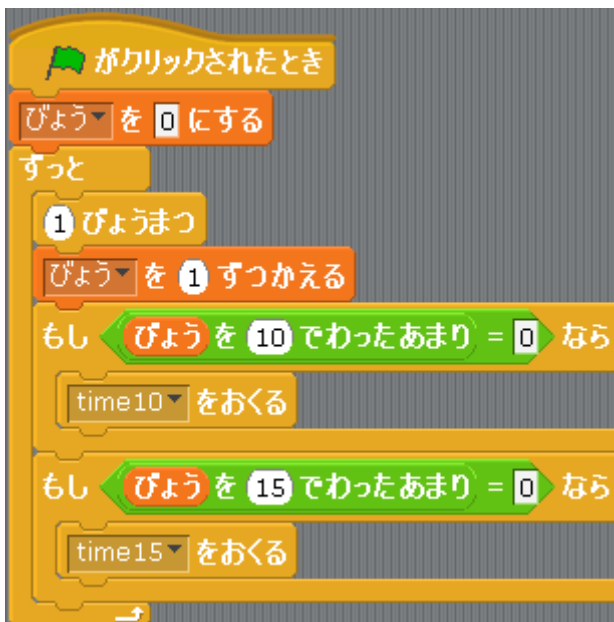 がクリックされたとき
びょう を 0 にする
ずっと
1 びょうまつ
びょう を 1 ずつかえる
もし びょう を 10 でわったあまり = 0 なら
time10 をおくる
もし びょう を 15 でわったあまり = 0 なら
time15 をおくる